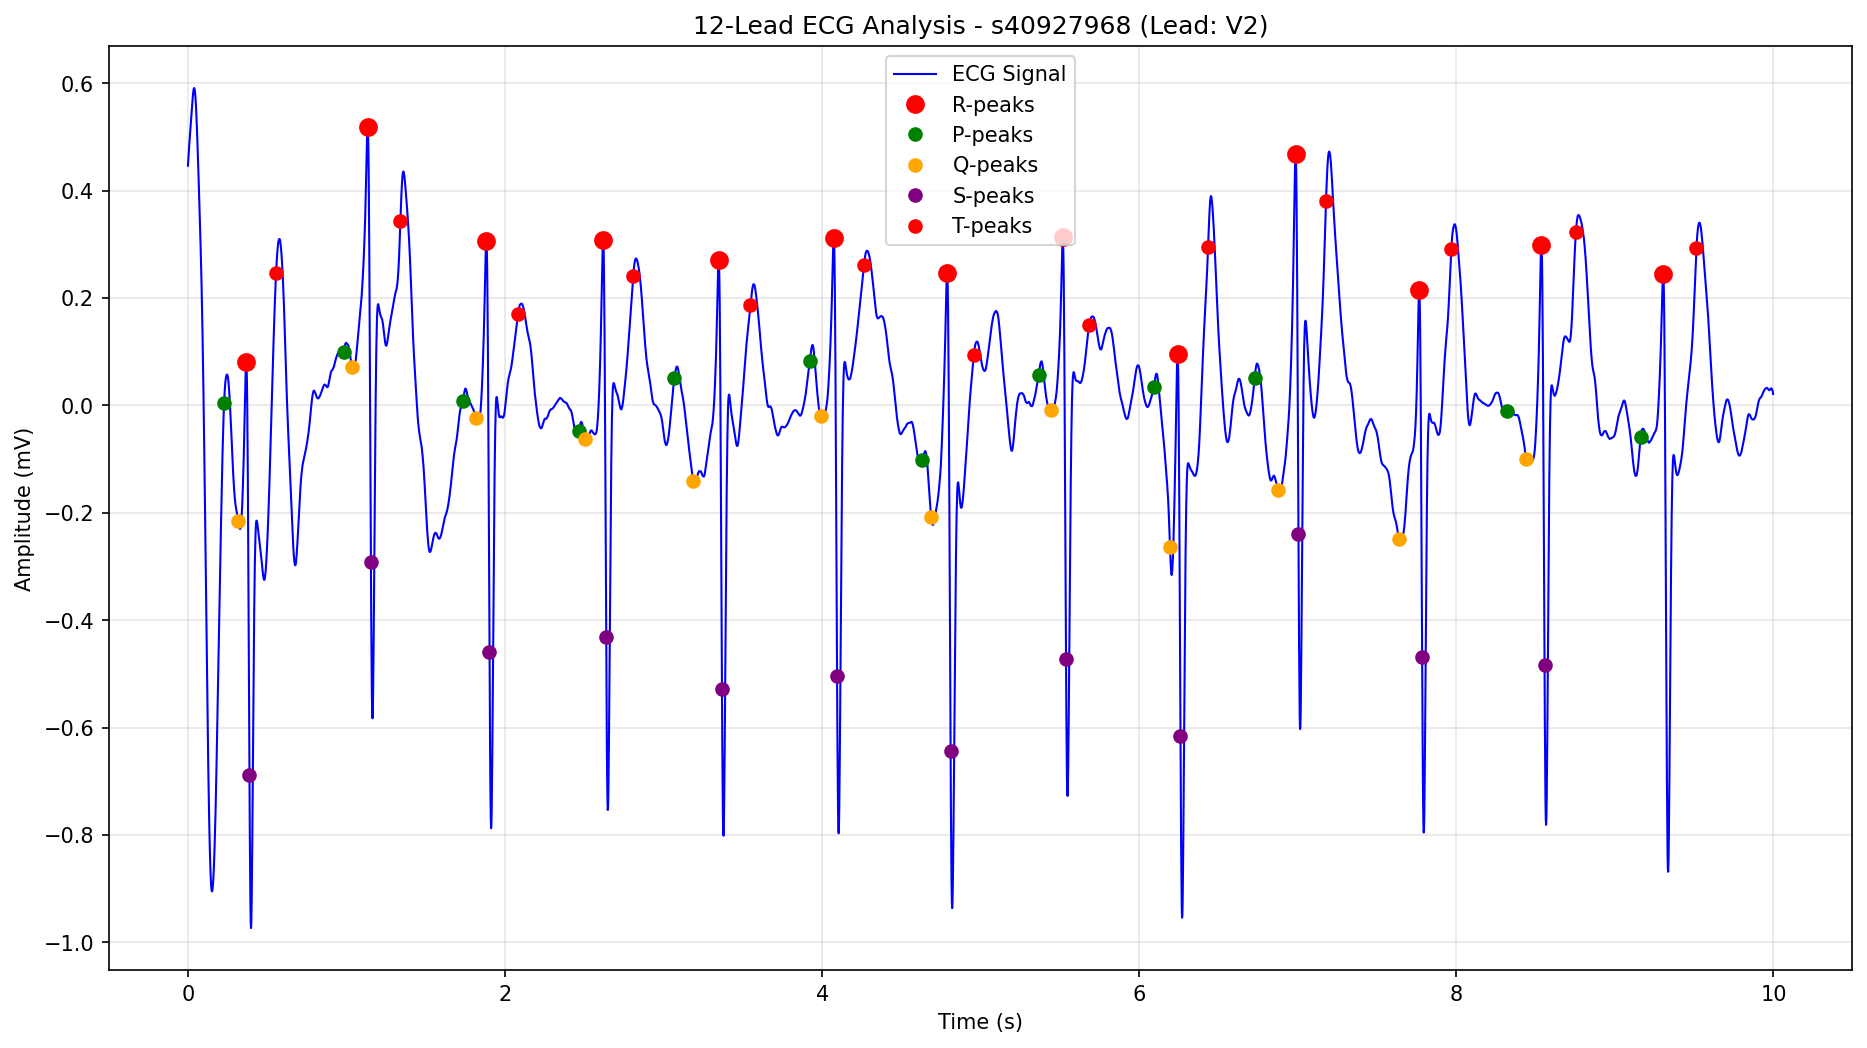 12-Lead ECG Analysis - s40927968 (Lead: V2)
ECG Signal
R-peaks
P-peaks
Q-peaks
S-peaks
T-peaks
Amplitude (mV)
0.6
0.4
0.2
0.0
−0.2
−0.4
−0.6
−0.8
−1.0
0 2 4 6 8 10
Time (s)